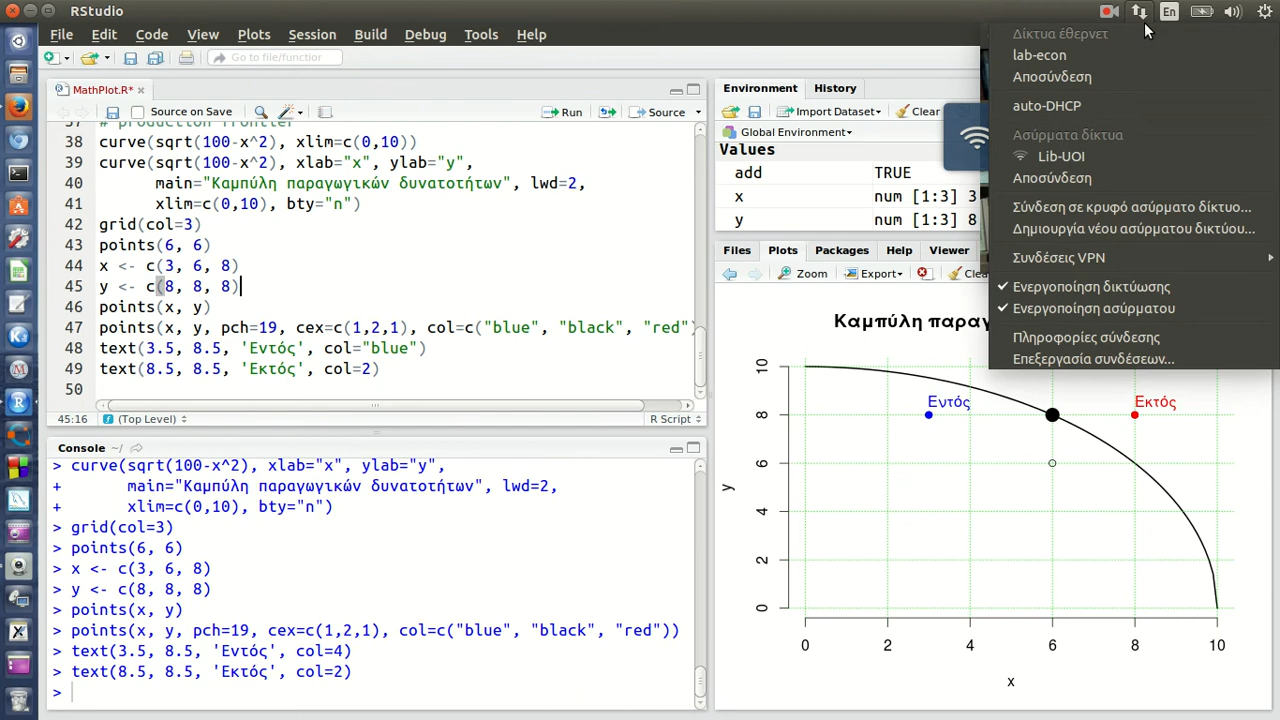 RStudio
En
File Edit Code View Plots Session Build Debug Tools Help
Go to file/function
MathPlot.R*
Source on Save
Run
Source
38 curve(sqrt(100-x^2), xlim=c(0,10))
39 curve(sqrt(100-x^2), xlab="x", ylab="y",
40 main="Καμπύλη παραγωγικών δυνατοτήτων", lwd=2,
41 xlim=c(0,10), bty="n")
42 grid(col=3)
43 points(6, 6)
44 x <- c(3, 6, 8)
45 y <- c(8, 8, 8)
46 points(x, y)
47 points(x, y, pch=19, cex=c(1,2,1), col=c("blue", "black", "red")
48 text(3.5, 8.5, 'Εντός', col="blue")
49 text(8.5, 8.5, 'Εκτός', col=2)
50
45:16 (Top Level) R Script
Console ~/
> curve(sqrt(100-x^2), xlab="x", ylab="y",
+ main="Καμπύλη παραγωγικών δυνατοτήτων", lwd=2,
+ xlim=c(0,10), bty="n")
> grid(col=3)
> points(6, 6)
> x <- c(3, 6, 8)
> y <- c(8, 8, 8)
> points(x, y)
> points(x, y, pch=19, cex=c(1,2,1), col=c("blue", "black", "red"))
> text(3.5, 8.5, 'Εντός', col=4)
> text(8.5, 8.5, 'Εκτός', col=2)
>
Environment History
Import Dataset Clear
Global Environment
Values
add TRUE
x num [1:3] 3
y num [1:3] 8
Files Plots Packages Help Viewer
Zoom Export Clea
Καμπύλη παραγ
Εντός
Εκτός
10
8
6
4
2
0
y
0 2 4 6 8 10
x
Δίκτυα έθερνετ
lab-econ
Αποσύνδεση
auto-DHCP
Ασύρματα δίκτυα
Lib-UOI
Αποσύνδεση
Σύνδεση σε κρυφό ασύρματο δίκτυο...
Δημιουργία νέου ασύρματου δικτύου...
Συνδέσεις VPN
Ενεργοποίηση δικτύωσης
Ενεργοποίηση ασύρματου
Πληροφορίες σύνδεσης
Επεξεργασία συνδέσεων...